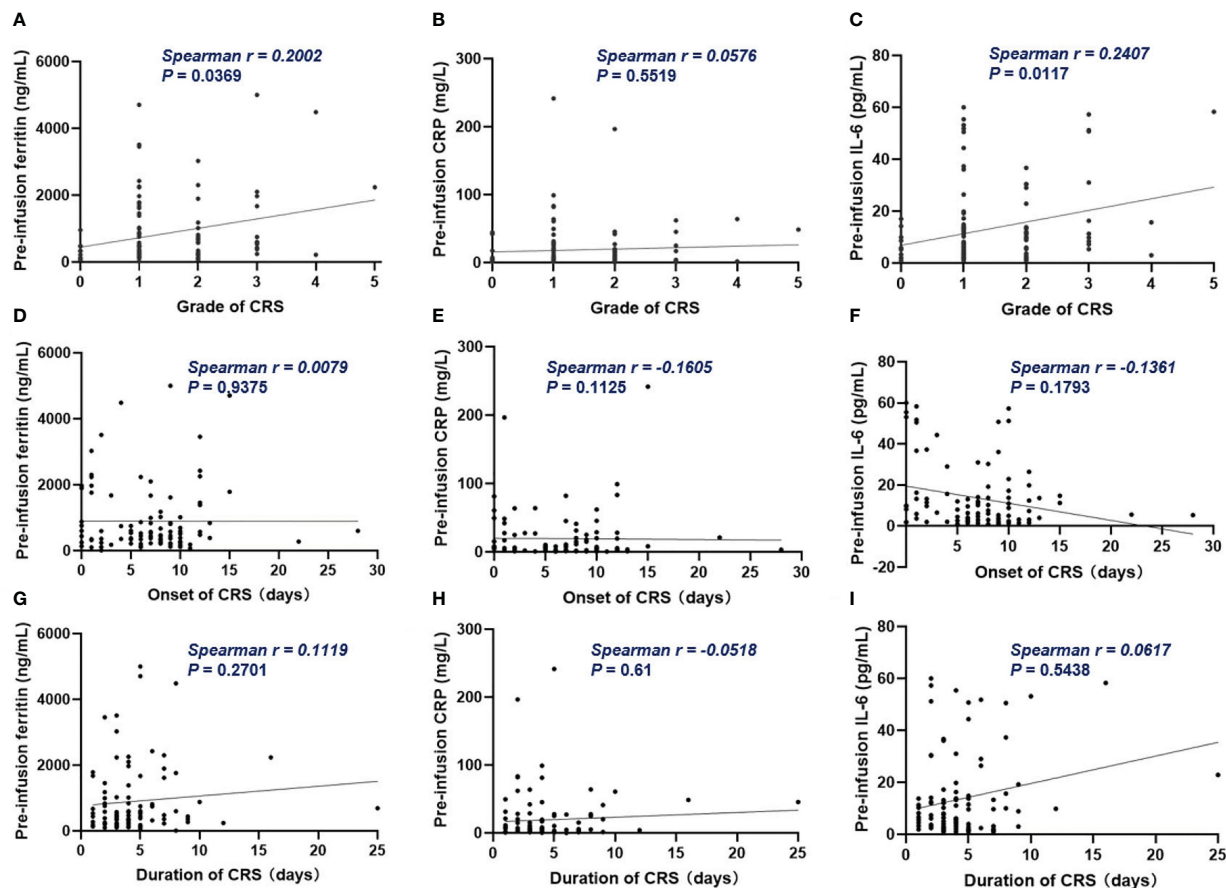 A
Spearman r = 0.2002
P = 0.0369
Pre-infusion ferritin (ng/mL)
6000
4000
2000
0
0 1 2 3 4 5
Grade of CRS
B
Spearman r = 0.0576
P = 0.5519
Pre-infusion CRP (mg/L)
300
200
100
0
0 1 2 3 4 5
Grade of CRS
C
Spearman r = 0.2407
P = 0.0117
Pre-infusion IL-6 (pg/mL)
80
60
40
20
0
0 1 2 3 4 5
Grade of CRS
D
Spearman r = 0.0079
P = 0.9375
Pre-infusion ferritin (ng/mL)
6000
4000
2000
0
0 5 10 15 20 25 30
Onset of CRS（days）
E
Spearman r = -0.1605
P = 0.1125
Pre-infusion CRP (mg/L)
300
200
100
0
0 5 10 15 20 25 30
Onset of CRS（days）
F
Spearman r = -0.1361
P = 0.1793
Pre-infusion IL-6 (pg/mL)
80
60
40
20
0
-20
5 10 15 20 25 30
Onset of CRS（days）
G
Spearman r = 0.1119
P = 0.2701
Pre-infusion ferritin (ng/mL)
6000
4000
2000
0
0 5 10 15 20 25
Duration of CRS (days)
H
Spearman r = -0.0518
P = 0.61
Pre-infusion CRP (mg/L)
300
200
100
0
0 5 10 15 20 25
Duration of CRS (days)
I
Spearman r = 0.0617
P = 0.5438
Pre-infusion IL-6 (pg/mL)
80
60
40
20
0
0 5 10 15 20 25
Duration of CRS (days)